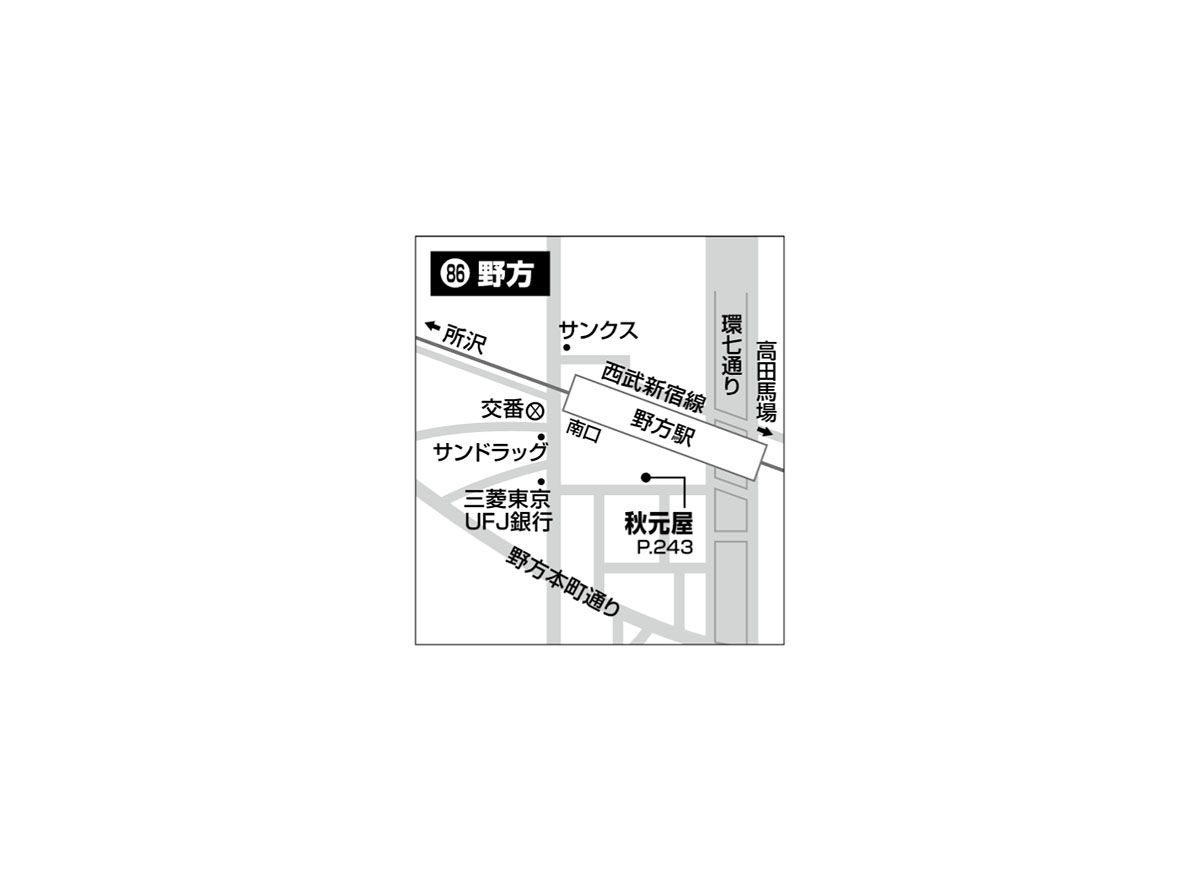 86 野方
所沢
サンクス
環七通り
高田馬場
西武新宿線
野方駅
交番
南口
サンドラッグ
三菱東京
UFJ銀行
秋元屋
P.243
野方本町通り